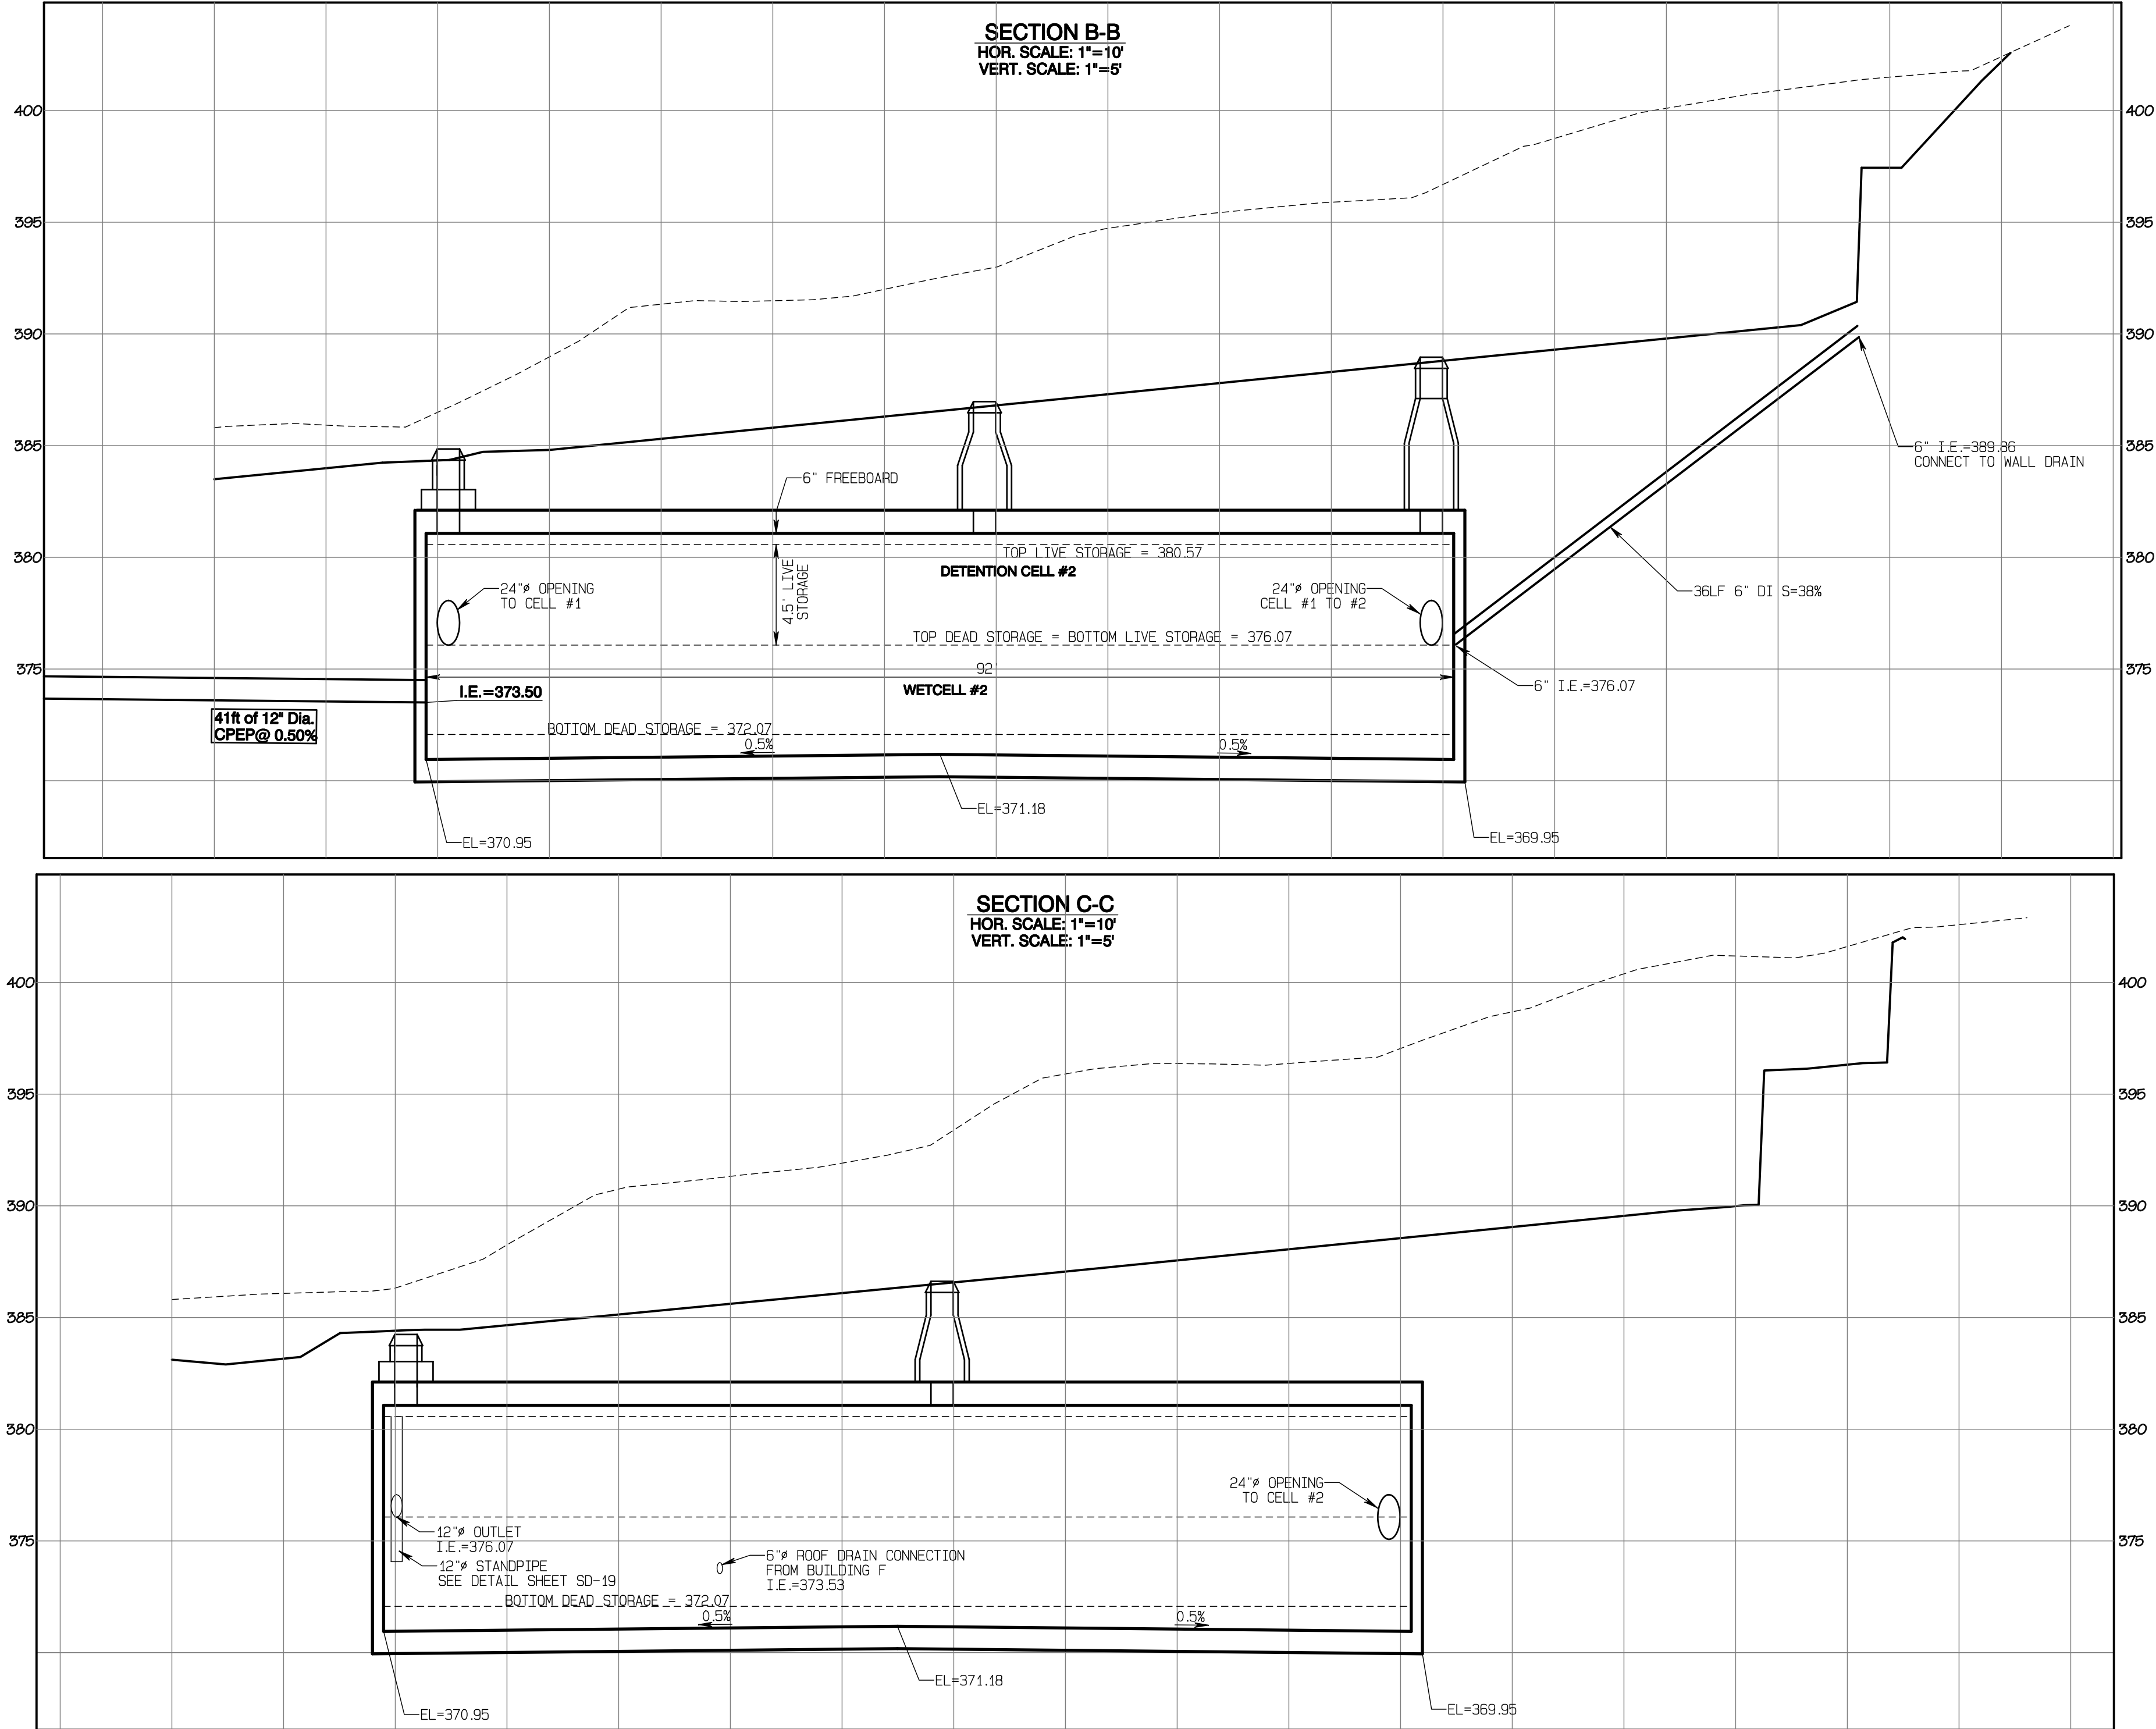 SECTION B-B
HOR. SCALE: 1"=10'
VERT. SCALE: 1"=5'
400
400
395
395
390
390
385
385
6" I.E.=389.86
CONNECT TO WALL DRAIN
6" FREEBOARD
380
380
TOP LIVE STORAGE = 380.57
DETENTION CELL #2
4.5' LIVE
STORAGE
24"ø OPENING
TO CELL #1
24"ø OPENING
CELL #1 TO #2
36LF 6" DI S=38%
TOP DEAD STORAGE = BOTTOM LIVE STORAGE = 376.07
375
375
92'
6" I.E.=376.07
I.E.=373.50
WETCELL #2
41ft of 12" Dia.
CPEP@ 0.50%
BOTTOM DEAD STORAGE = 372.07
0.5%
0.5%
EL=371.18
EL=370.95
EL=369.95
SECTION C-C
HOR. SCALE: 1"=10'
VERT. SCALE: 1"=5'
400
400
395
395
390
390
385
385
380
380
24"ø OPENING
TO CELL #2
375
375
12"ø OUTLET
I.E.=376.07
12"ø STANDPIPE
SEE DETAIL SHEET SD-19
6"ø ROOF DRAIN CONNECTION
FROM BUILDING F
I.E.=373.53
BOTTOM DEAD STORAGE = 372.07
0.5%
0.5%
EL=371.18
EL=370.95
EL=369.95